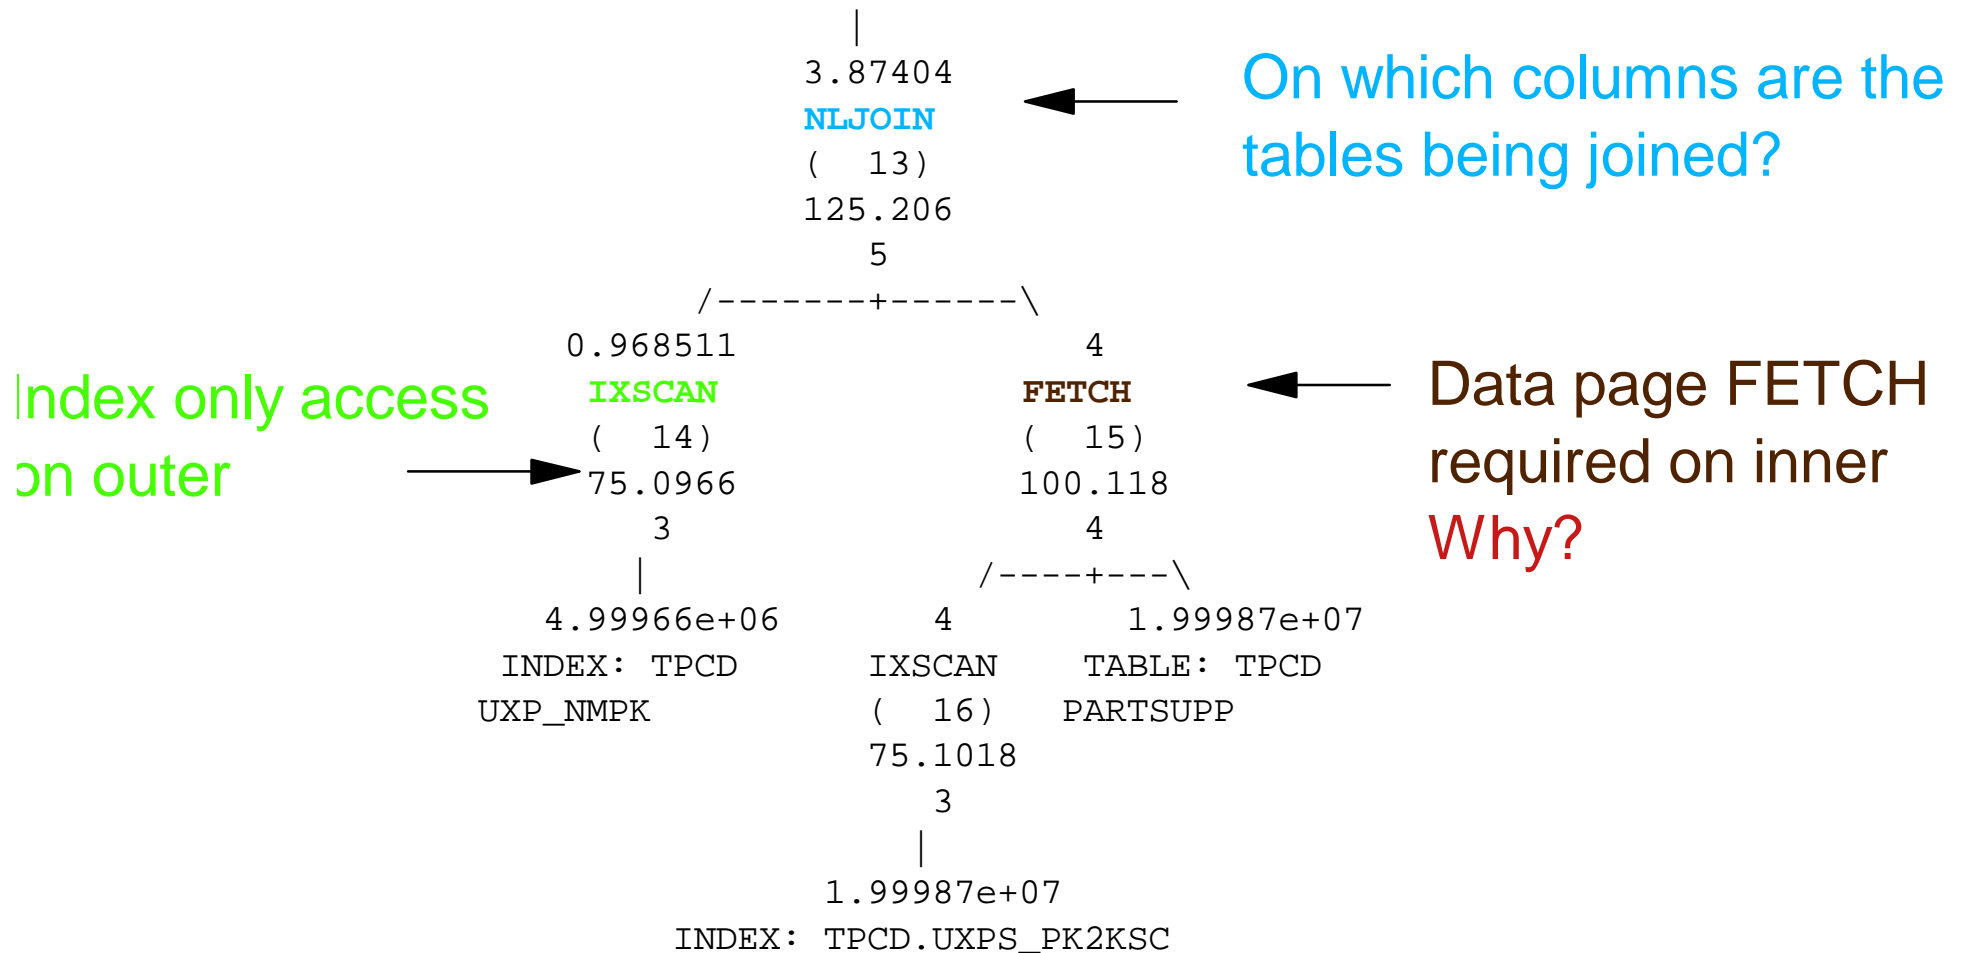 |
3.87404
NLJOIN
(  13)
125.206
5
/-------+------\
0.968511 4
IXSCAN FETCH
(  14) (  15)
75.0966 100.118
3 4
| /----+---\
4.99966e+06 4 1.99987e+07
INDEX: TPCD IXSCAN TABLE: TPCD
UXP_NMPK (  16) PARTSUPP
75.1018
3
|
1.99987e+07
INDEX: TPCD.UXPS_PK2KSC
On which columns are the
tables being joined?
Index only access
on outer
Data page FETCH
required on inner
Why?